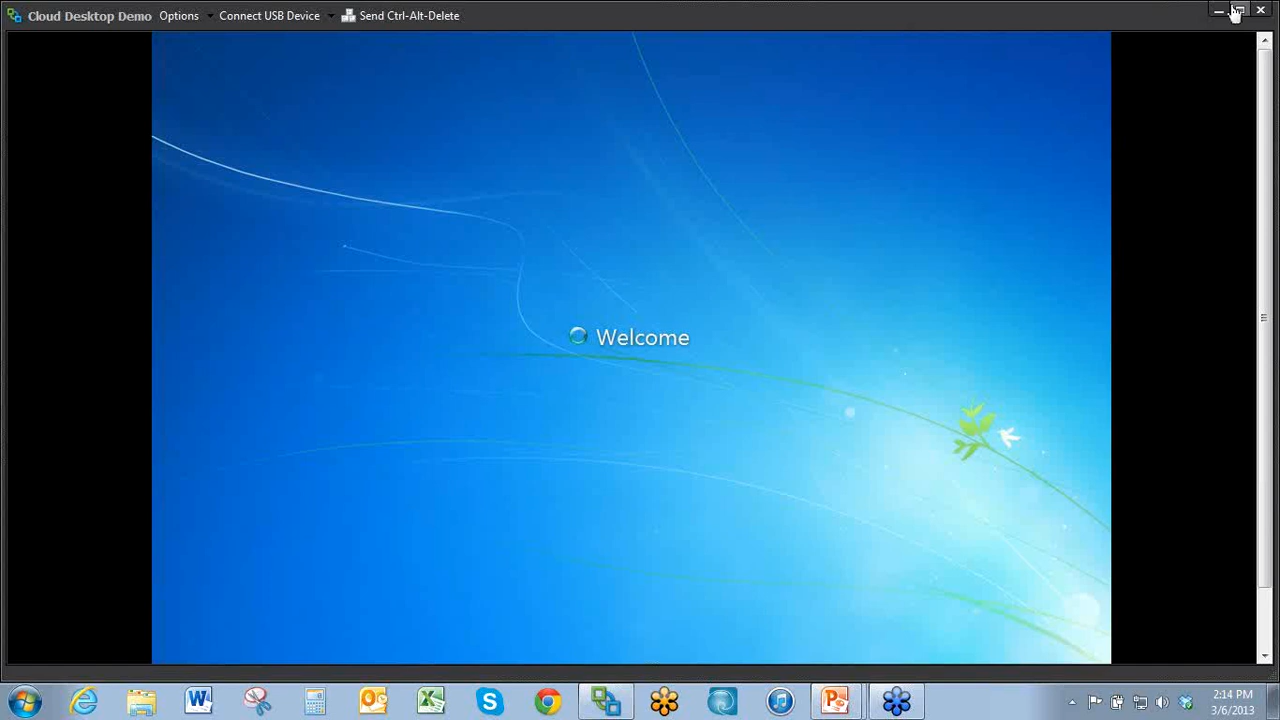 Cloud Desktop Demo Options Connect USB Device Send Ctrl-Alt-Delete
Welcome
2:14 PM
3/6/2013